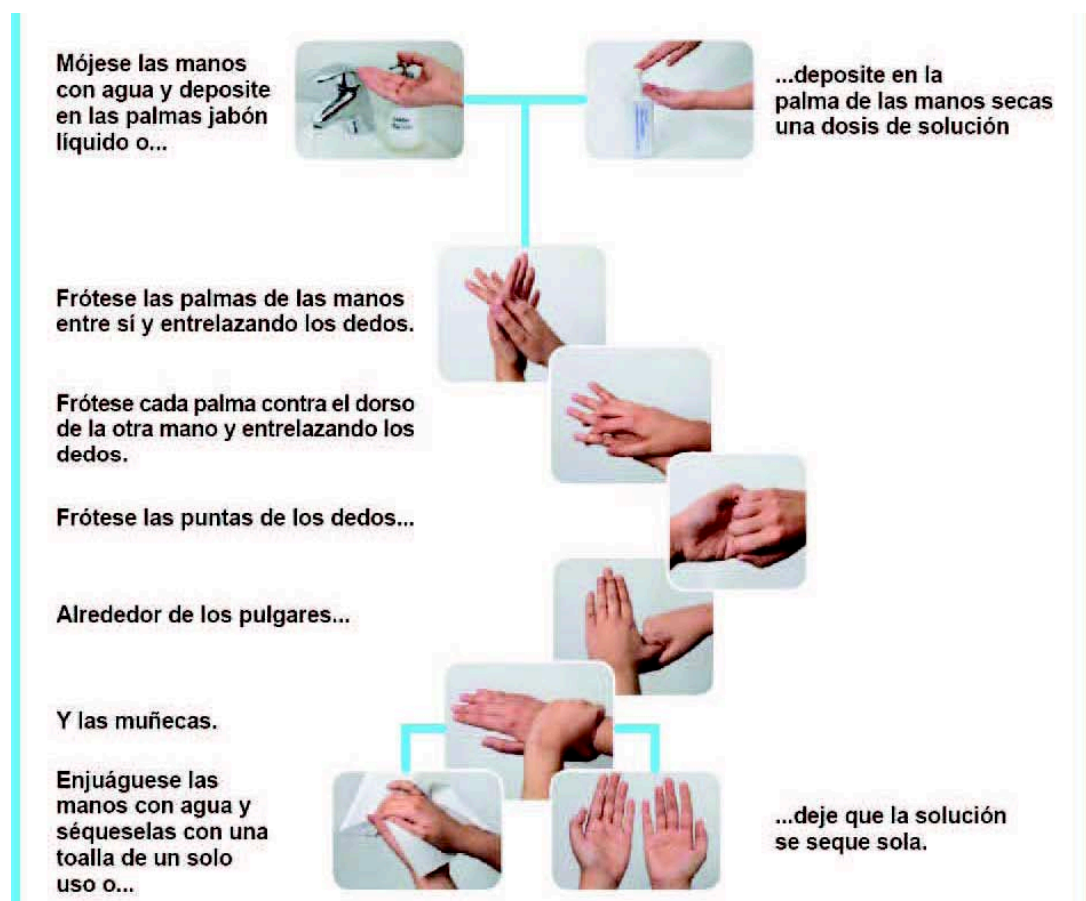 Mójese las manos
con agua y deposite
en las palmas jabón
líquido o...
...deposite en la
palma de las manos secas
una dosis de solución
Frótese las palmas de las manos
entre sí y entrelazando los dedos.
Frótese cada palma contra el dorso
de la otra mano y entrelazando los
dedos.
Frótese las puntas de los dedos...
Alrededor de los pulgares...
Y las muñecas.
Enjuáguese las
manos con agua y
séqueselas con una
toalla de un solo
uso o...
...deje que la solución
se seque sola.